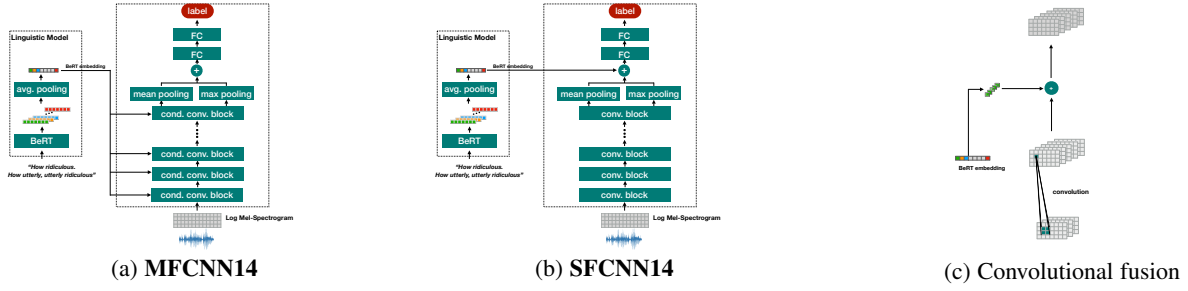 label
FC
FC
+
Linguistic Model
BeRT embedding
avg. pooling
mean pooling
max pooling
cond. conv. block
BeRT
cond. conv. block
"How ridiculous.
How utterly, utterly ridiculous"
cond. conv. block
cond. conv. block
Log Mel-Spectrogram
(a) MFCNN14
label
FC
FC
+
Linguistic Model
BeRT embedding
avg. pooling
mean pooling
max pooling
conv. block
BeRT
conv. block
"How ridiculous.
How utterly, utterly ridiculous"
conv. block
conv. block
Log Mel-Spectrogram
(b) SFCNN14
BeRT embedding
convolution
(c) Convolutional fusion